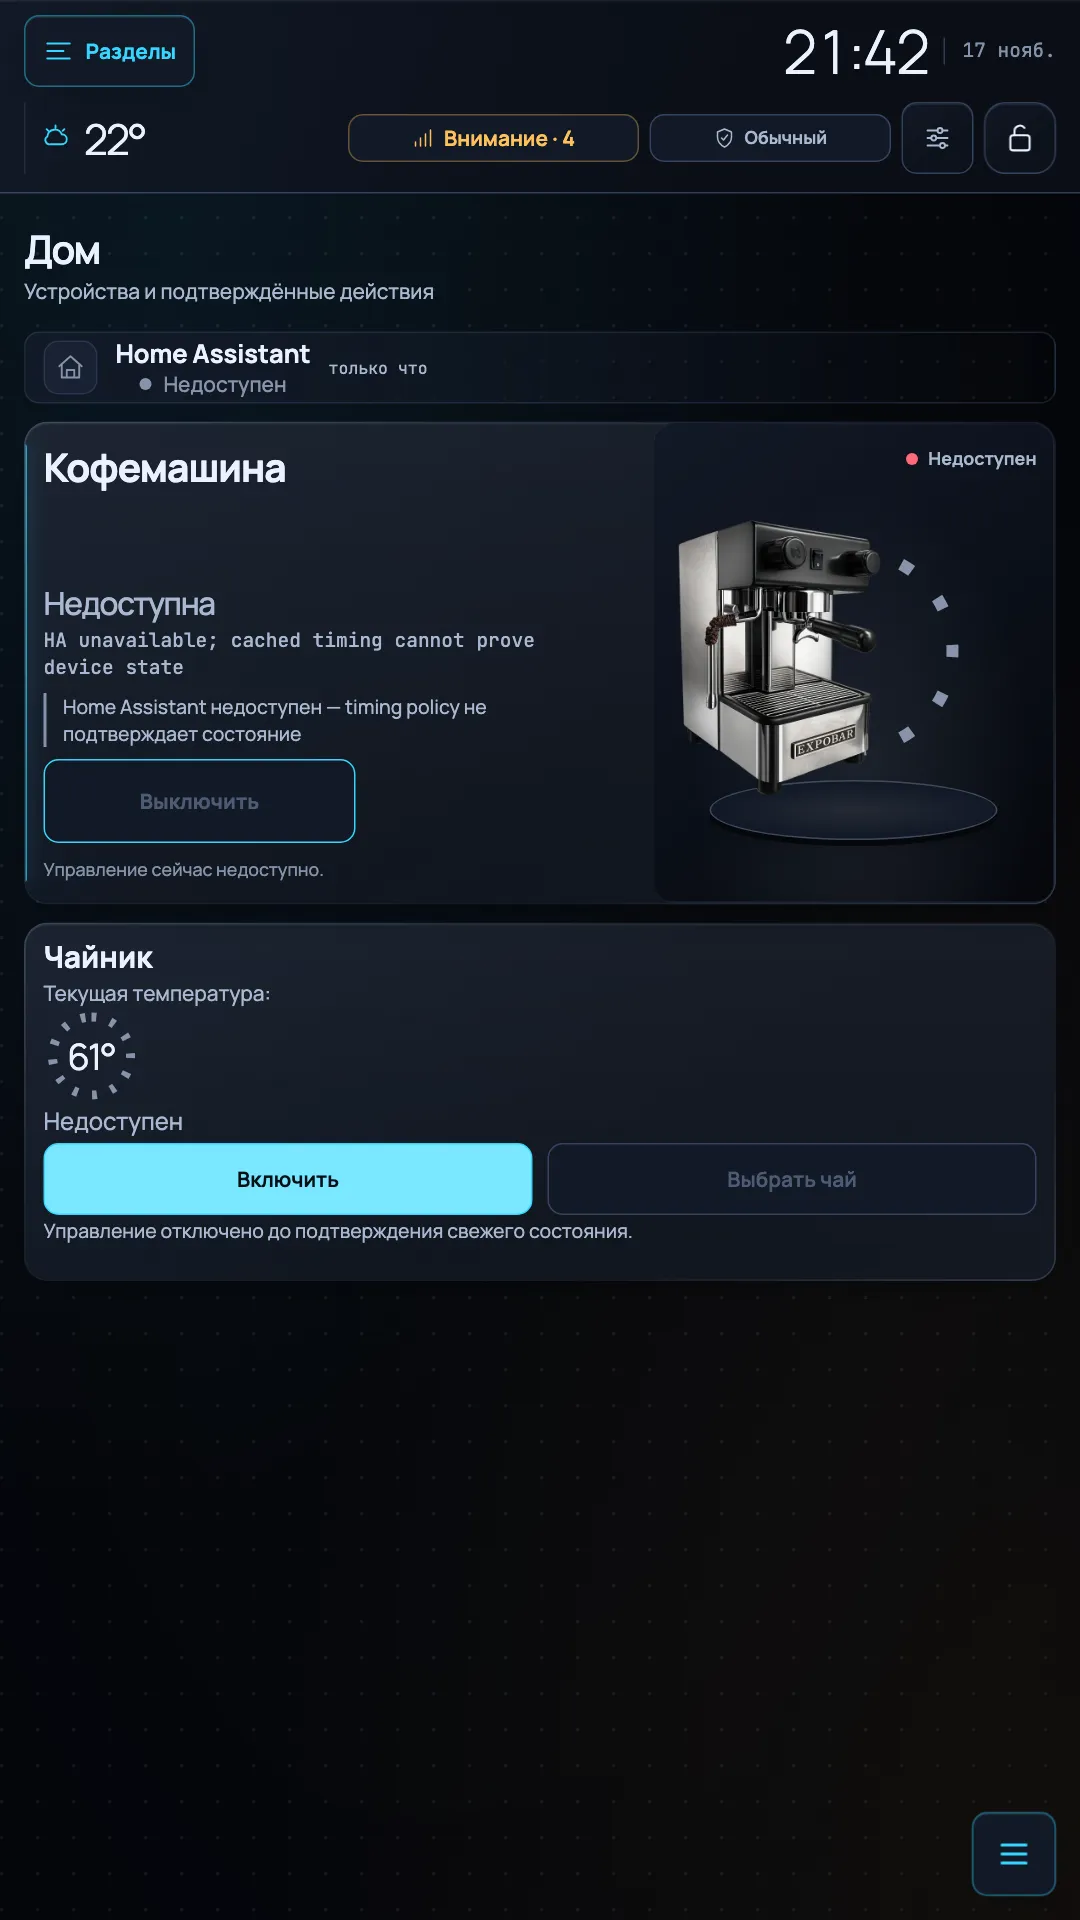 Разделы
21:42
17 нояб.
22°
Внимание · 4
Обычный
Дом
Устройства и подтверждённые действия
Home Assistant
Недоступен
только что
Кофемашина
Недоступен
Недоступна
HA unavailable; cached timing cannot prove
device state
Home Assistant недоступен — timing policy не
подтверждает состояние
EXPOBAR
Выключить
Управление сейчас недоступно.
Чайник
Текущая температура:
61°
Недоступен
Включить
Выбрать чай
Управление отключено до подтверждения свежего состояния.